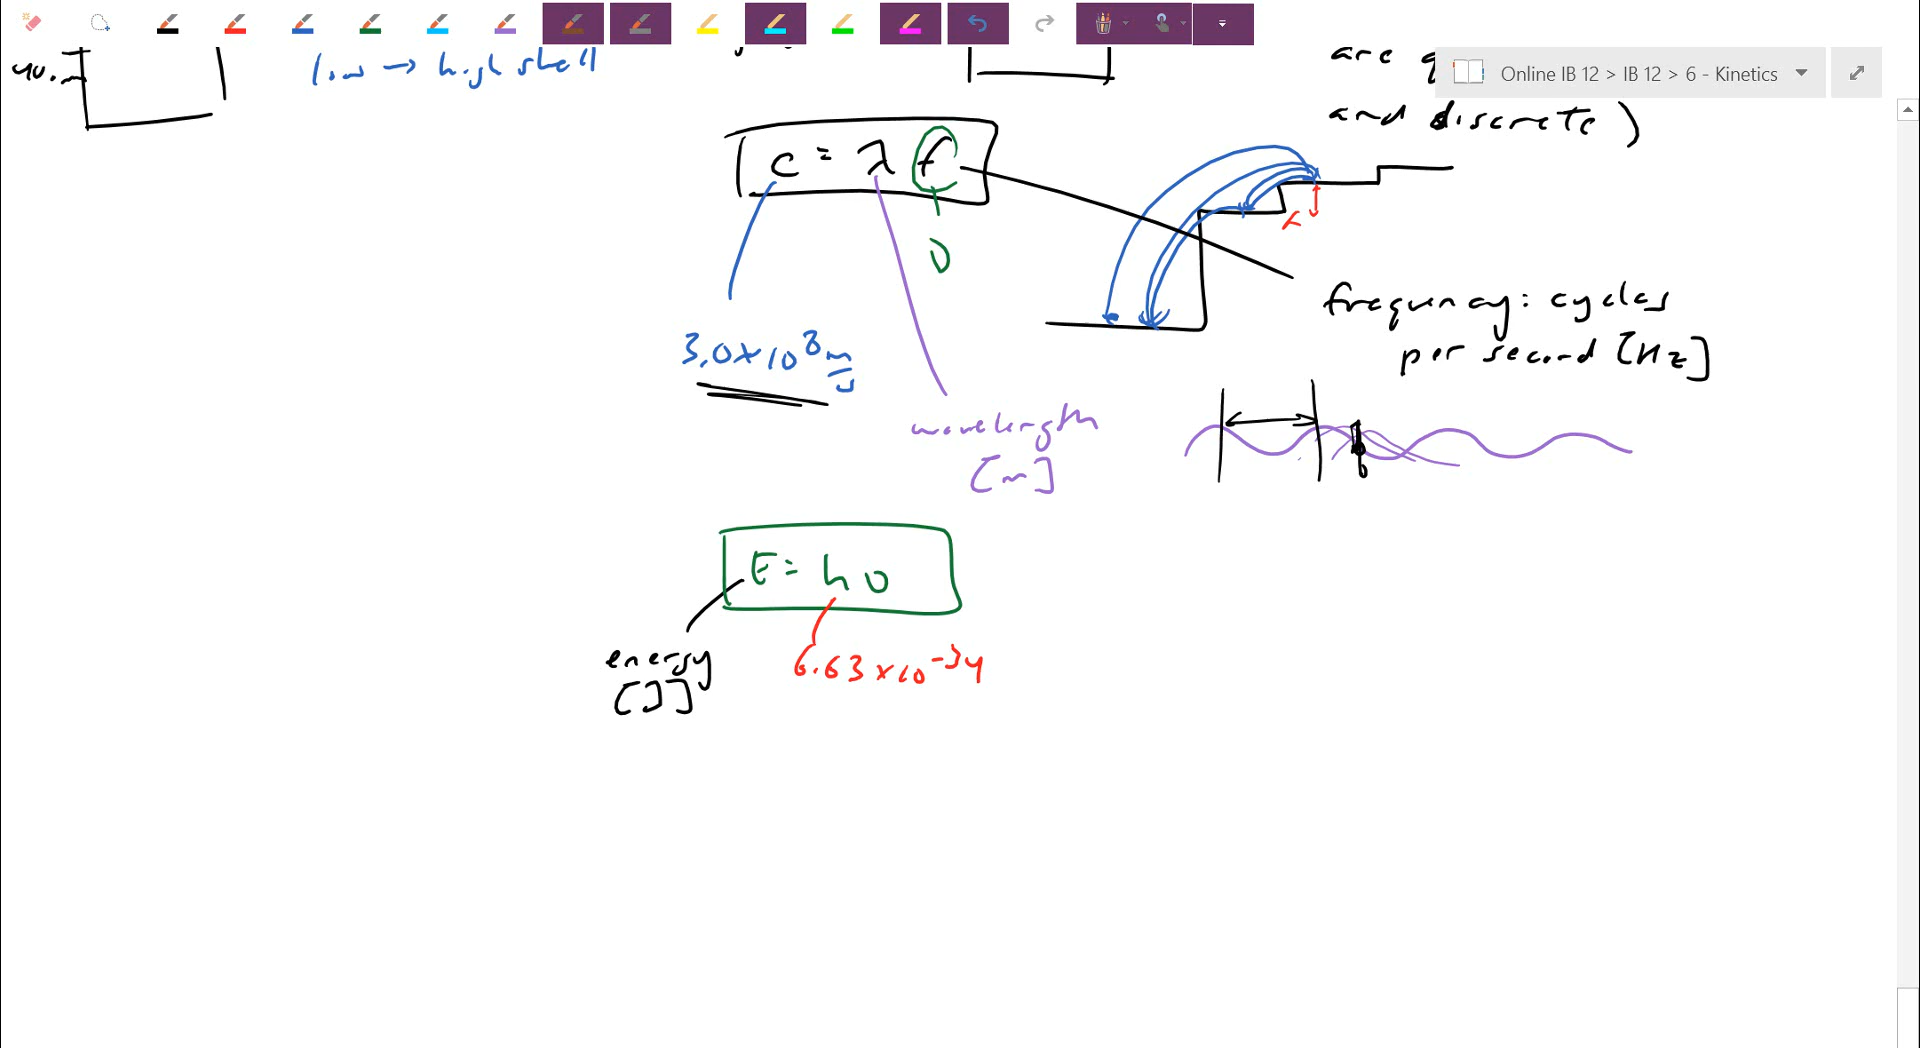 Online IB 12 > IB 12 > 6 - Kinetics
40.
low → high shell
are
and discrete)
c = λ f
υ
3.0×10⁸ m/s
frequency: cycles
per second [Hz]
wavelength
[m]
E = hυ
energy
[J]
6.63×10⁻³⁴